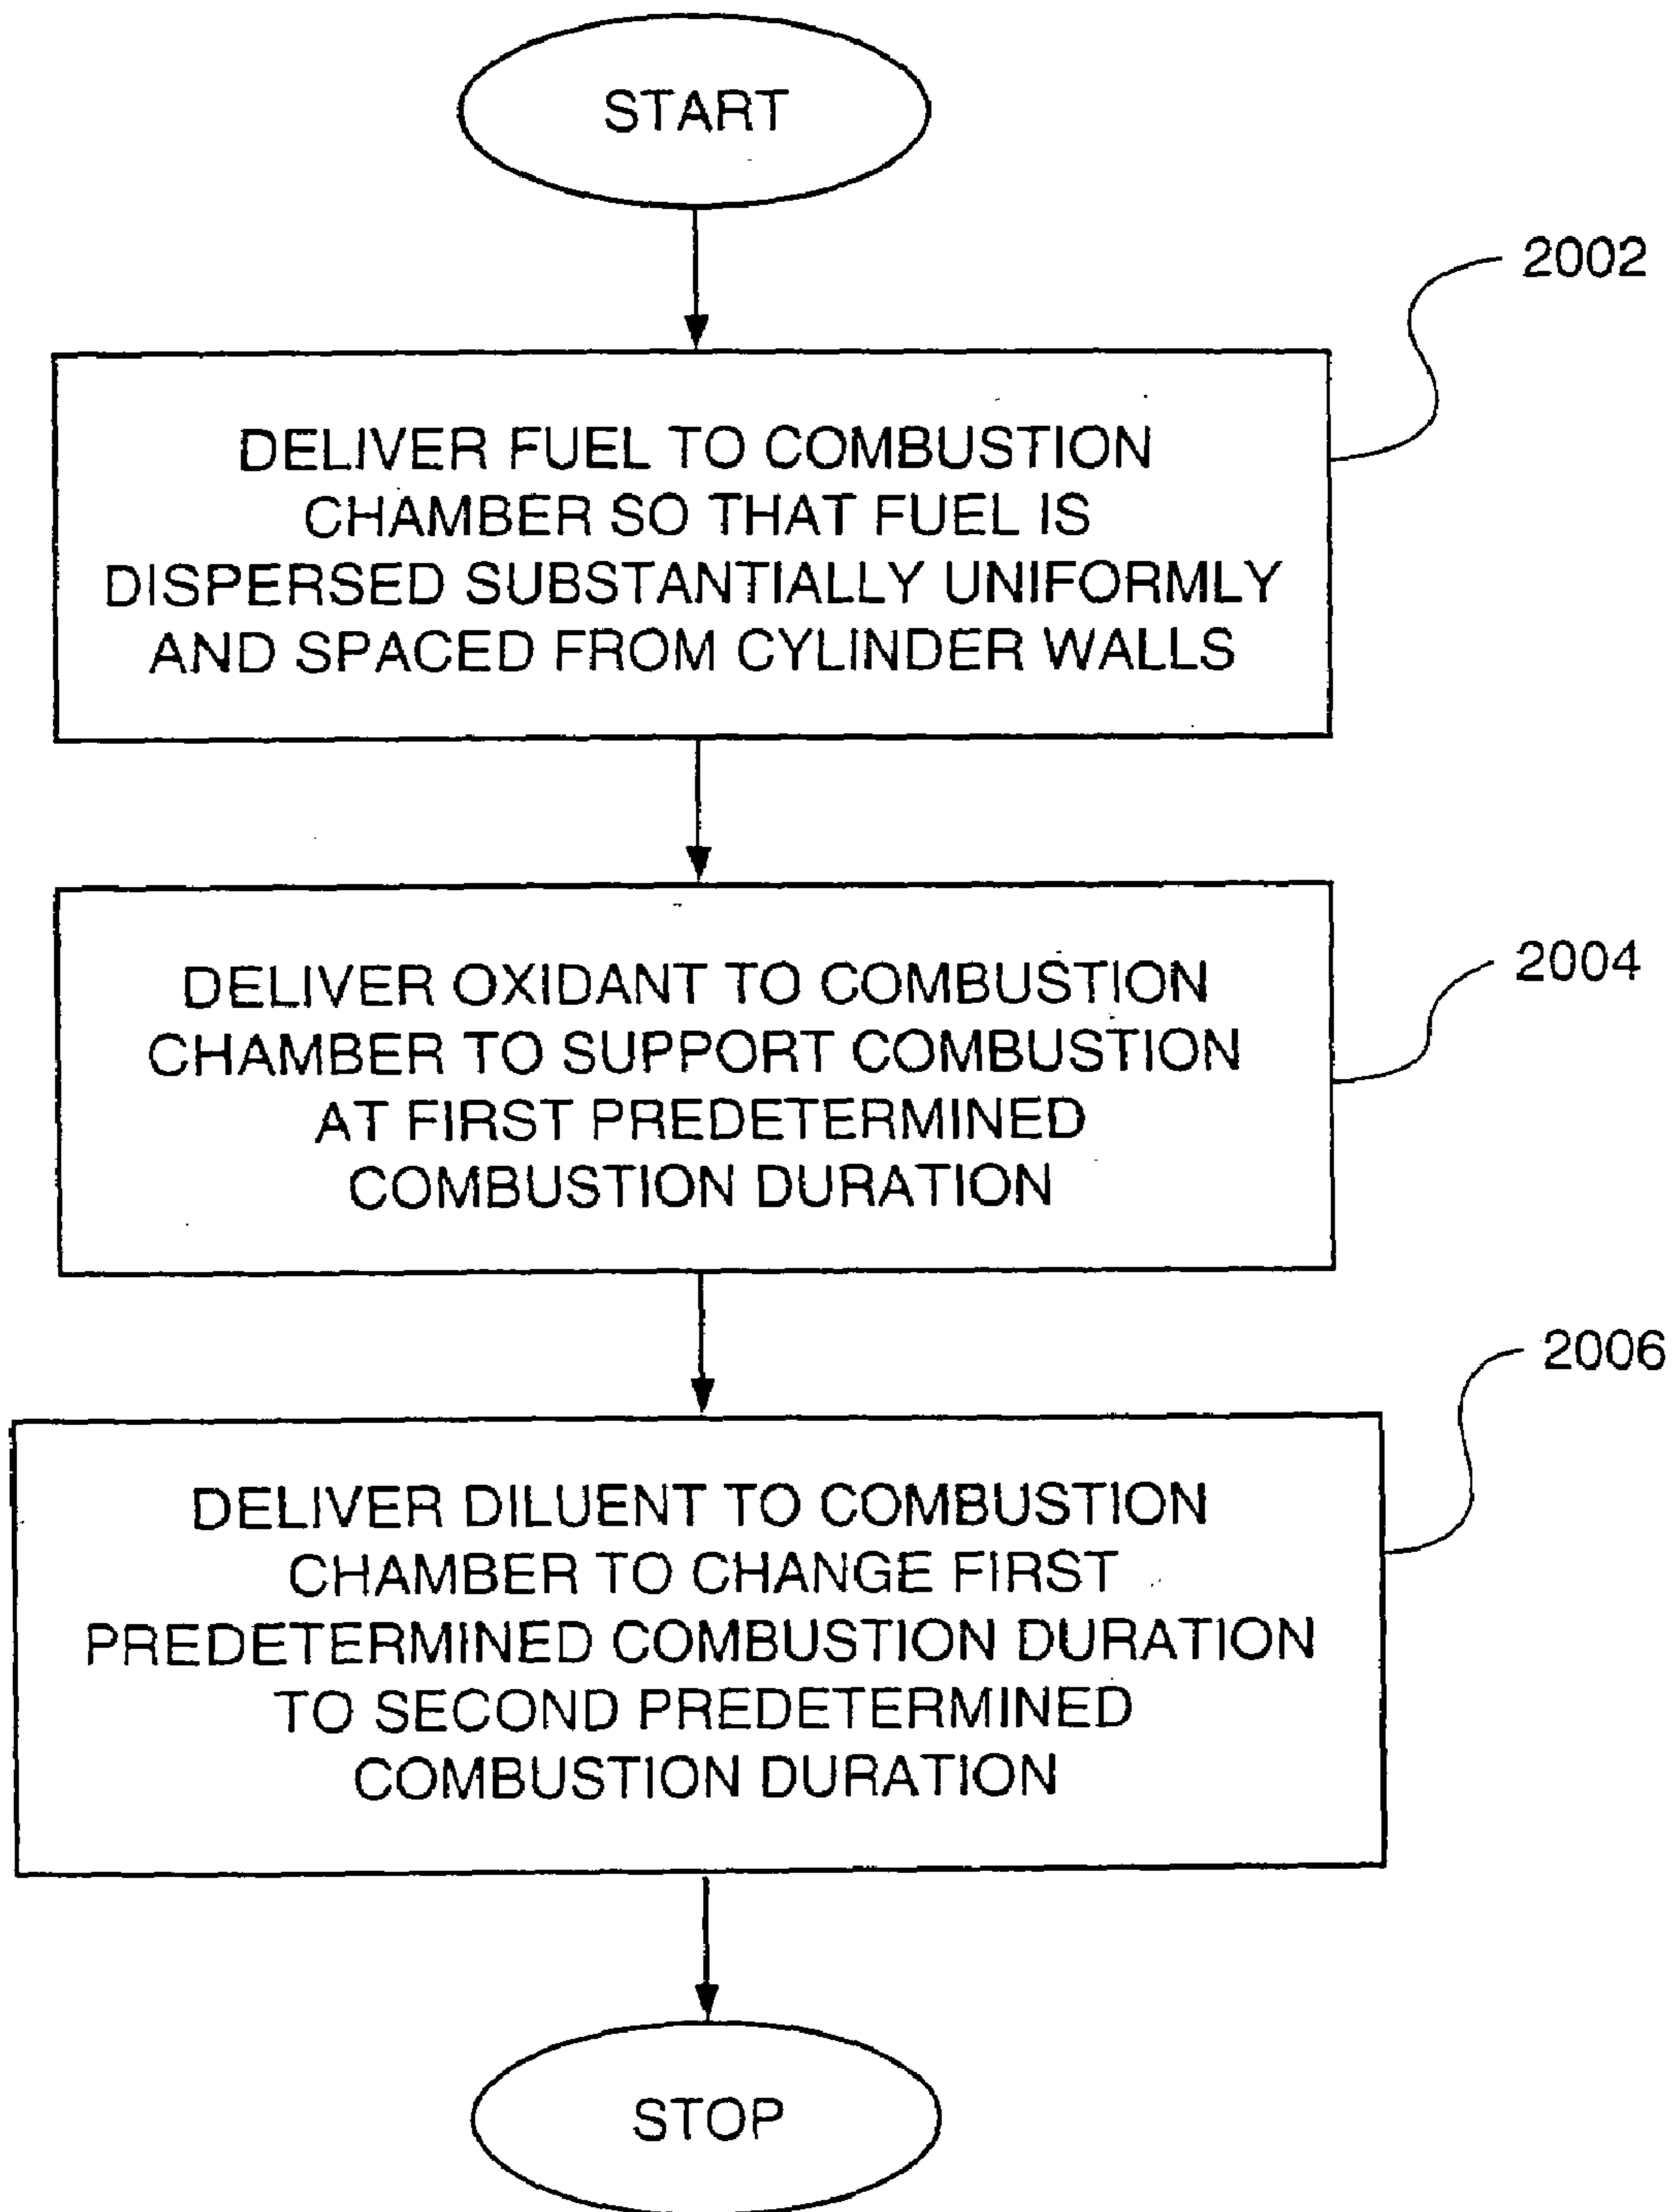 START
2002
DELIVER FUEL TO COMBUSTION
CHAMBER SO THAT FUEL IS
DISPERSED SUBSTANTIALLY UNIFORMLY
AND SPACED FROM CYLINDER WALLS
2004
DELIVER OXIDANT TO COMBUSTION
CHAMBER TO SUPPORT COMBUSTION
AT FIRST PREDETERMINED
COMBUSTION DURATION
2006
DELIVER DILUENT TO COMBUSTION
CHAMBER TO CHANGE FIRST
PREDETERMINED COMBUSTION DURATION
TO SECOND PREDETERMINED
COMBUSTION DURATION
STOP